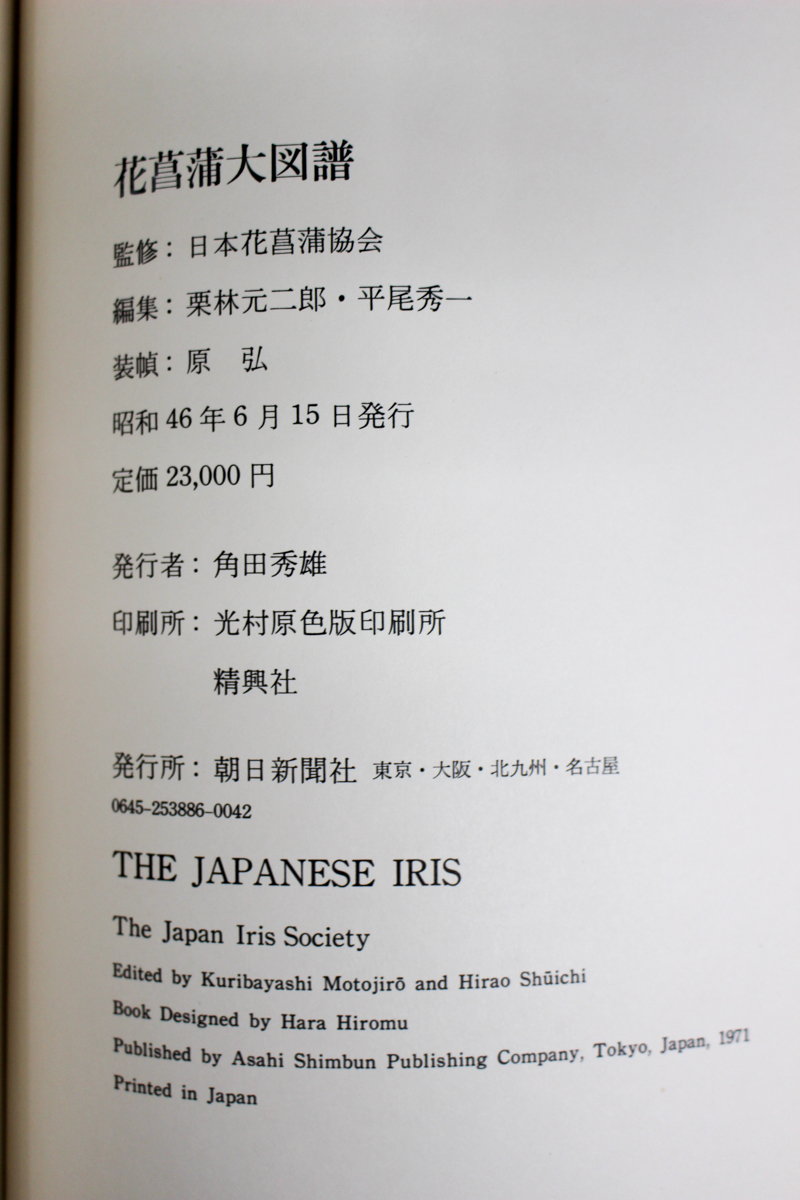 花菖蒲大図譜
監修：日本花菖蒲協会
編集：栗林元二郎・平尾秀一
装幀：原　弘
昭和46年6月15日発行
定価23,000円
発行者：角田秀雄
印刷所：光村原色版印刷所
精興社
発行所：朝日新聞社 東京・大阪・北九州・名古屋
0645-253886-0042
THE JAPANESE IRIS
The Japan Iris Society
Edited by Kuribayashi Motojirō and Hirao Shūichi
Book Designed by Hara Hiromu
Published by Asahi Shimbun Publishing Company, Tokyo, Japan, 1971
Printed in Japan